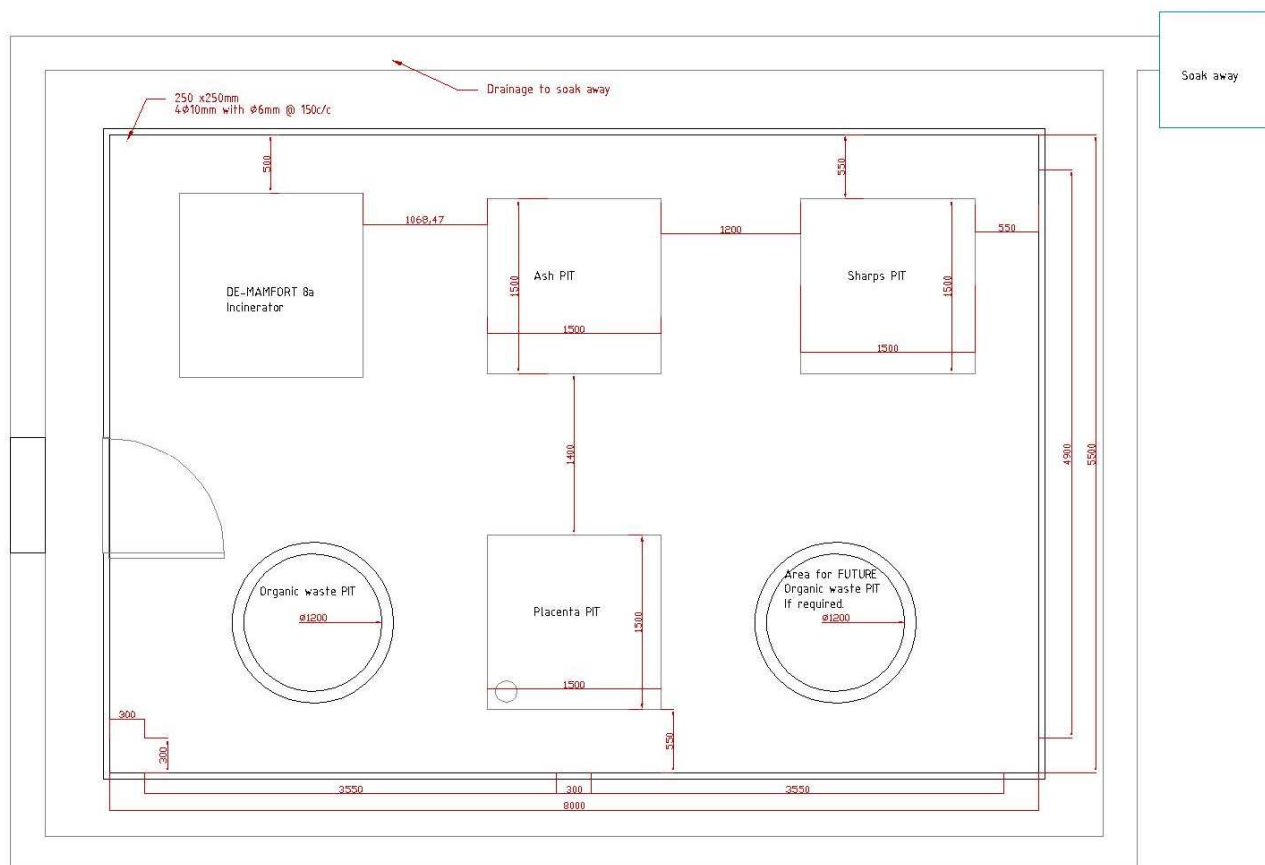 Soak away
Drainage to soak away
250 x250mm
4Ø10mm with Ø6mm @ 150c/c
500
550
1068,47
1200
550
1500
Ash PIT
Sharps PIT
1500
DE-MAMFORT 8a
Incinerator
1500
1500
1400
4900
5500
Organic waste PIT
Ø1200
Placenta PIT
1500
1500
Area for FUTURE
Organic waste PIT
If required.
Ø1200
300
300
550
3550
300
3550
8000